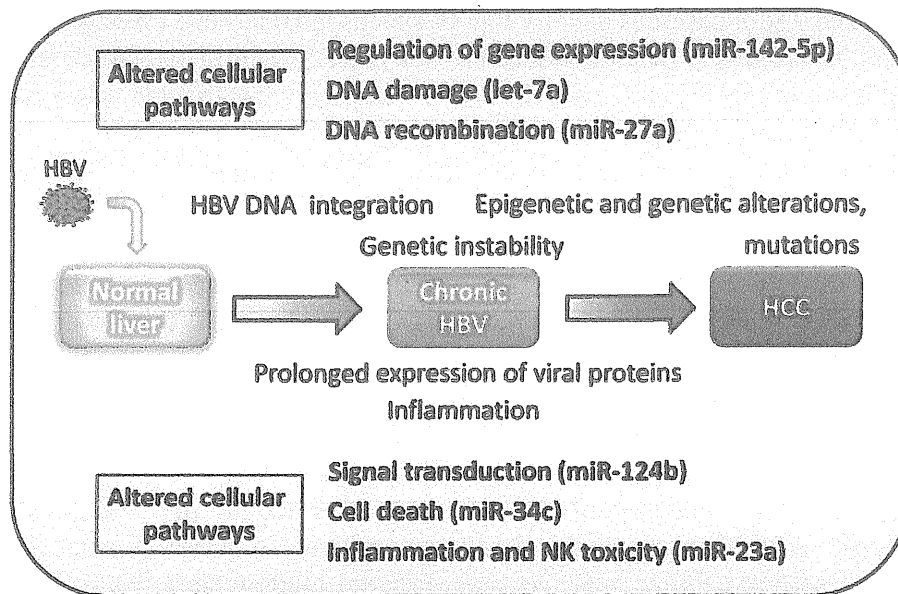 Altered cellular
pathways
Regulation of gene expression (miR-142-5p)
DNA damage (let-7a)
DNA recombination (miR-27a)
HBV
HBV DNA integration
Genetic instability
Epigenetic and genetic alterations,
mutations
Normal
liver
Chronic
HBV
HCC
Prolonged expression of viral proteins
Inflammation
Altered cellular
pathways
Signal transduction (miR-124b)
Cell death (miR-34c)
Inflammation and NK toxicity (miR-23a)